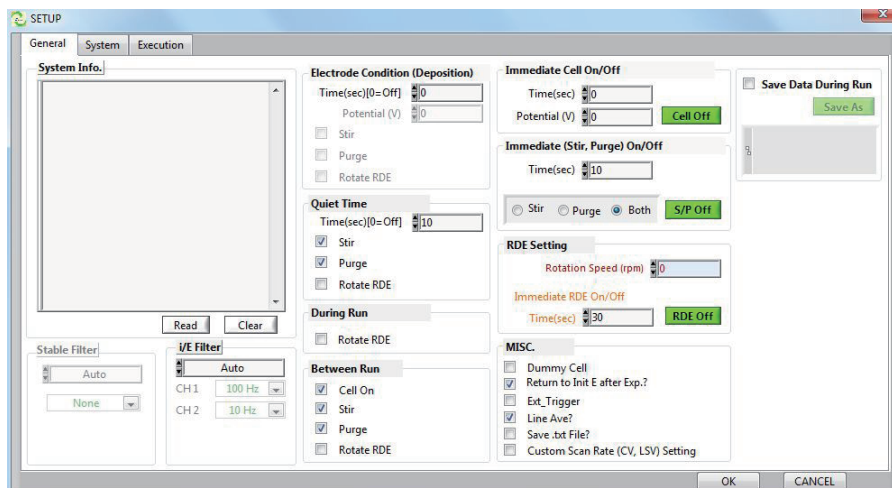 SETUP
General System Execution
System Info.
Read Clear
Stable Filter
Auto
None
i/E Filter
Auto
CH 1 100 Hz
CH 2 10 Hz
Electrode Condition (Deposition)
Time(sec)[0=Off] 0
Potential (V) 0
Stir
Purge
Rotate RDE
Quiet Time
Time(sec)[0=Off] 10
Stir
Purge
Rotate RDE
During Run
Rotate RDE
Between Run
Cell On
Stir
Purge
Rotate RDE
Immediate Cell On/Off
Time(sec) 0
Potential (V) 0 Cell Off
Immediate (Stir, Purge) On/Off
Time(sec) 10
Stir Purge Both S/P Off
RDE Setting
Rotation Speed (rpm) 0
Immediate RDE On/Off
Time(sec) 30 RDE Off
MISC.
Dummy Cell
Return to Init E after Exp.?
Ext_Trigger
Line Ave?
Save .txt File?
Custom Scan Rate (CV, LSV) Setting
Save Data During Run
Save As
OK CANCEL